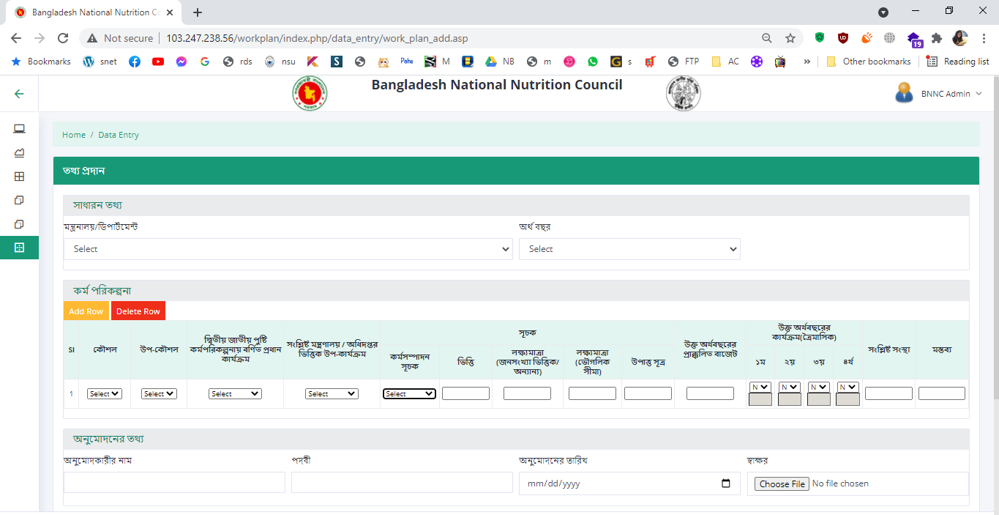 Bangladesh National Nutrition Co
Not secure
103.247.238.56/workplan/index.php/data_entry/work_plan_add.asp
19
Bookmarks
snet
rds
nsu
S
Pahe
M
NB
m
G s
FTP
AC
»
Other bookmarks
Reading list
Bangladesh National Nutrition Council
BNNC Admin
Home / Data Entry
তথ্য প্রদান
সাধারন তথ্য
মন্ত্রনালয়/ডিপার্টমেন্ট
অর্থ বছর
Select
Select
কর্ম পরিকল্পনা
Add Row
Delete Row
Sl
কৌশল
উপ-কৌশল
দ্বিতীয় জাতীয় পুষ্টি
কর্মপরিকল্পনায় বর্ণিত প্রধান
কার্যক্রম
সংশ্লিষ্ট মন্ত্রণালয় / অধিদপ্তর
ভিত্তিক উপ-কার্যক্রম
সূচক
কর্মসম্পাদন
সূচক
ভিত্তি
লক্ষ্যমাত্রা
(জনসংখ্যা ভিত্তিক/
অন্যান্য)
লক্ষ্যমাত্রা
(ভৌগলিক
সীমা)
উপাত্ত সূত্র
উক্ত অর্থবছরের
প্রাক্কলিত বাজেট
উক্ত অর্থবছরের
কার্যক্রম(ত্রৈমাসিক)
১ম
২য়
৩য়
৪র্থ
সংশ্লিষ্ট সংস্থা
মন্তব্য
1
Select
Select
Select
Select
Select
N
N
N
N
অনুমোদনের তথ্য
অনুমোদকারীর নাম
পদবী
অনুমোদনের তারিখ
স্বাক্ষর
mm/dd/yyyy
Choose File No file chosen